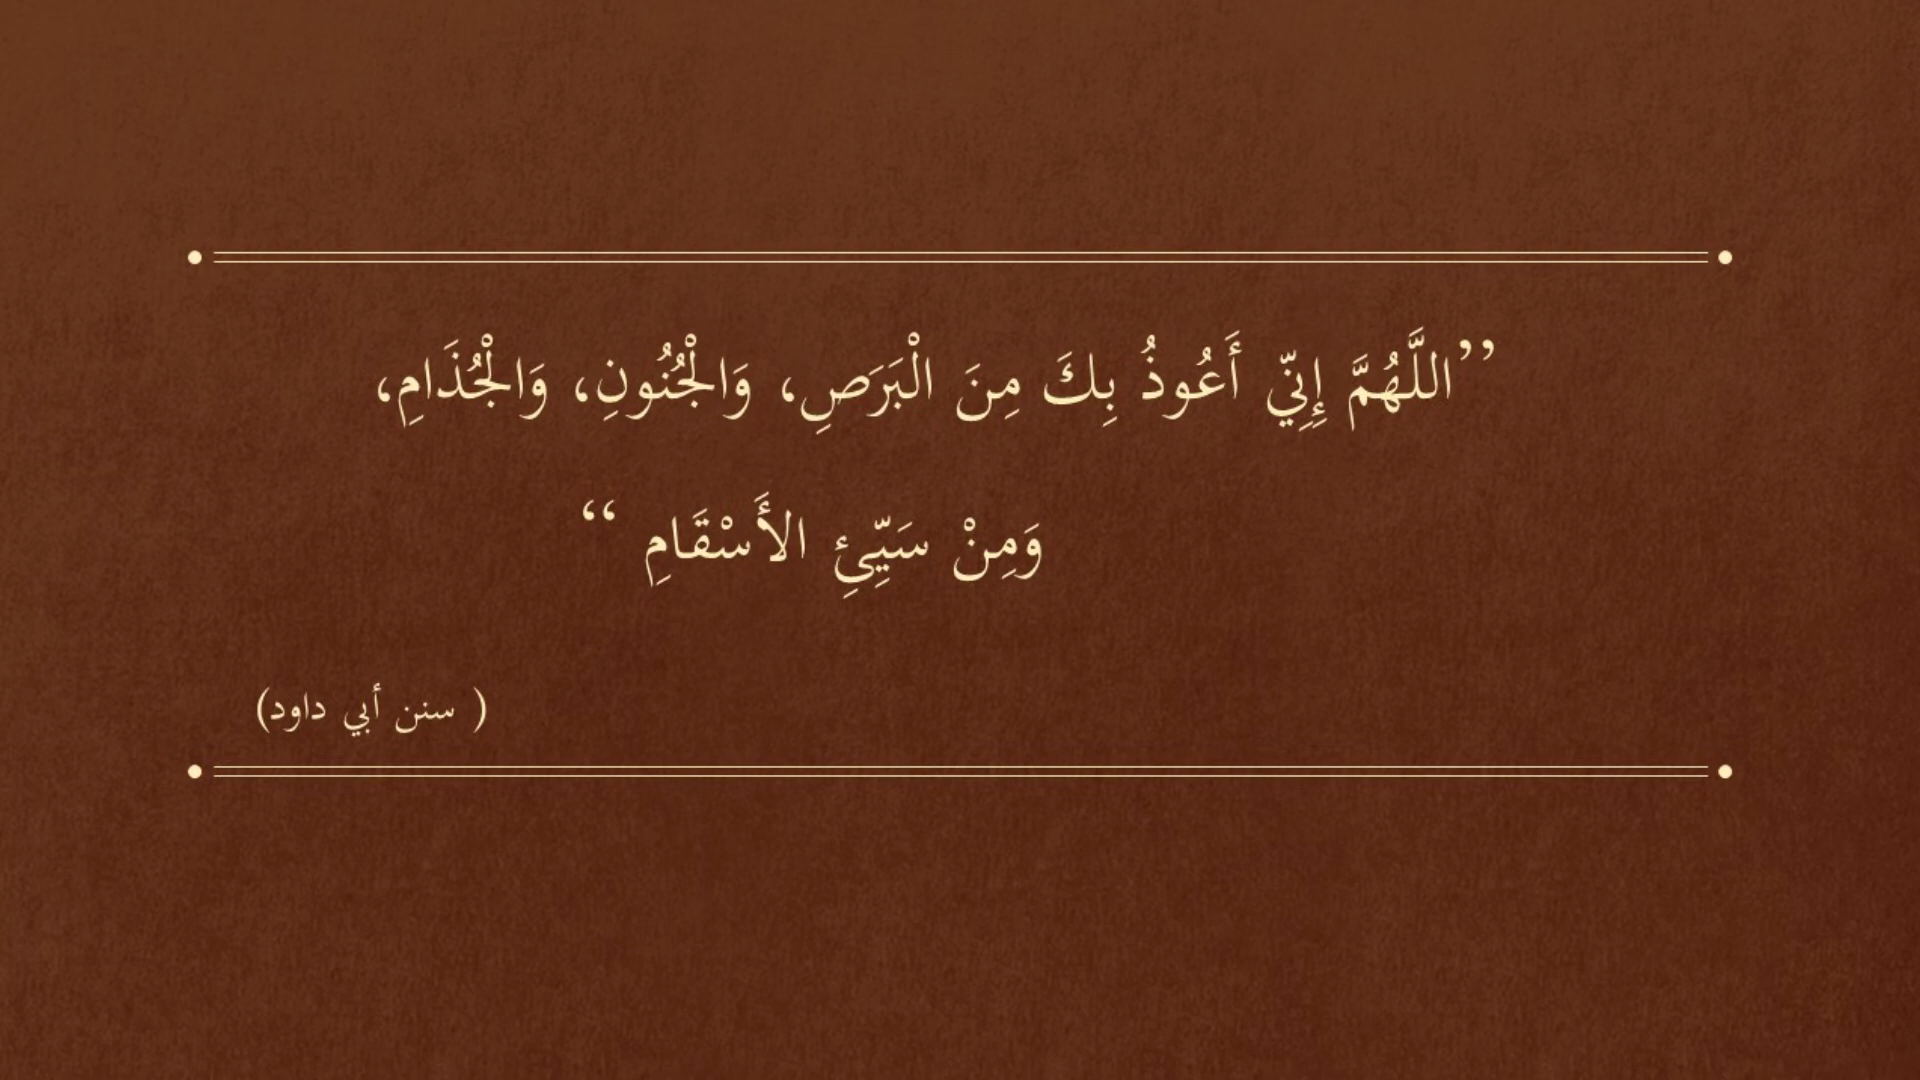 ’’اللَّهُمَّ إِنِّي أَعُوذُ بِكَ مِنَ الْبَرَصِ، وَالْجُنُونِ، وَالْجُذَامِ،
وَمِنْ سَيِّئِ الأَسْقَامِ ‘‘
( سنن أبي داود)